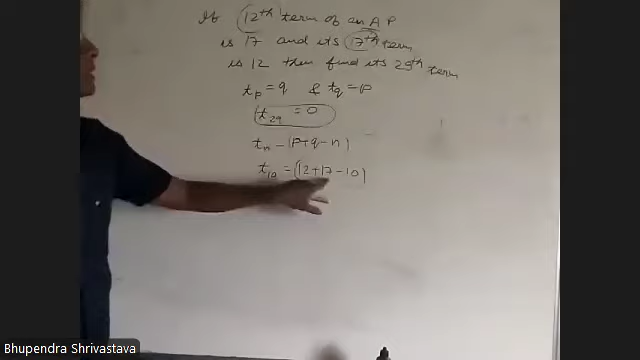 If 12th term of an A P
is 17 and its 17th term
is 12 then find its 29th term
tp = q & tq = p
t29 = 0
tn = (p+q-n)
t10 = (12+17-10)
Bhupendra Shrivastava